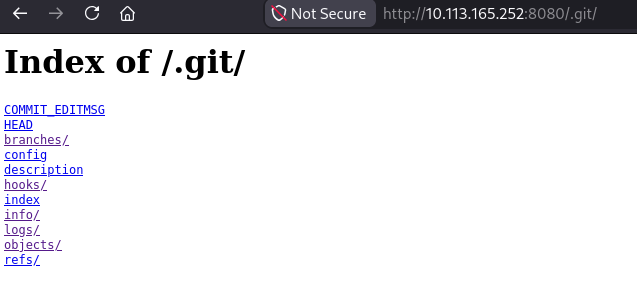 Not Secure http://10.113.165.252:8080/.git/
Index of /.git/
COMMIT_EDITMSG
HEAD
branches/
config
description
hooks/
index
info/
logs/
objects/
refs/